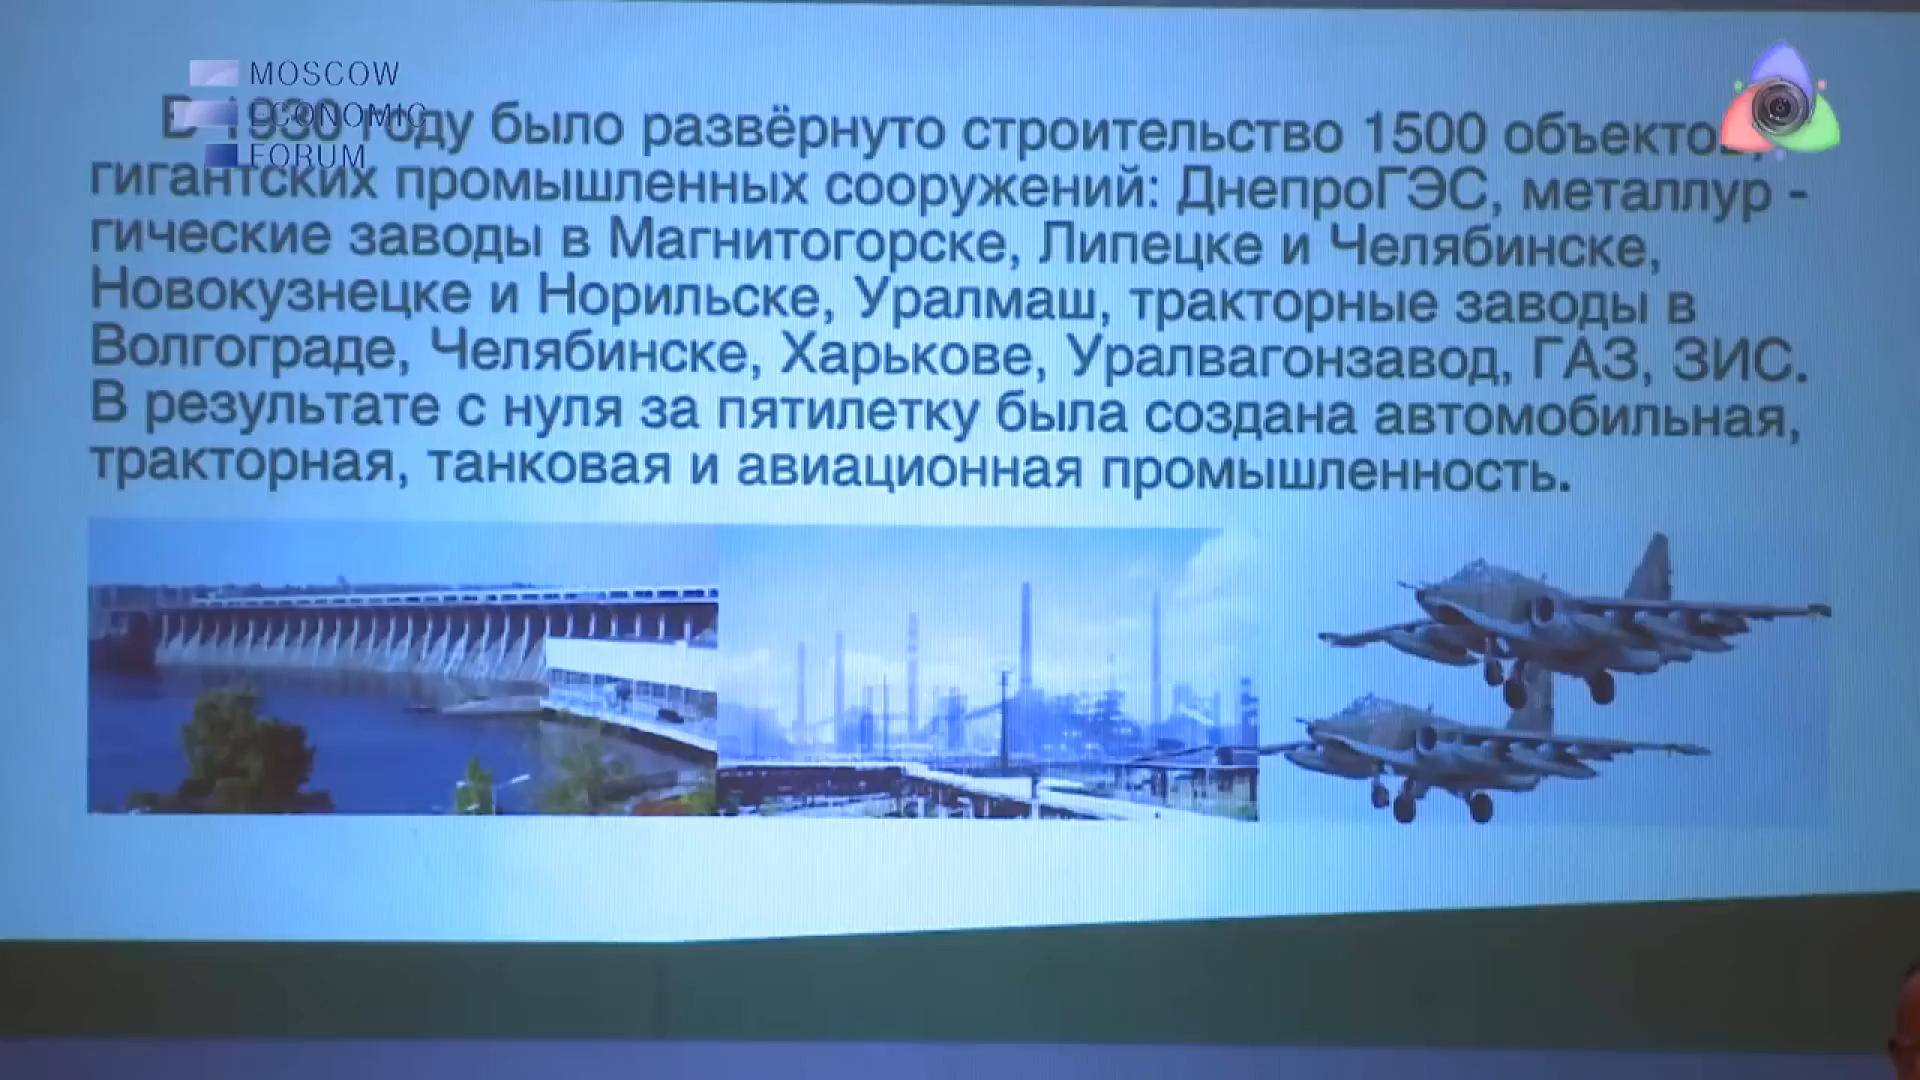 MOSCOW
ECONOMIC
FORUM
В 1930 году было развёрнуто строительство 1500 объектов,
гигантских промышленных сооружений: ДнепроГЭС, металлур -
гические заводы в Магнитогорске, Липецке и Челябинске,
Новокузнецке и Норильске, Уралмаш, тракторные заводы в
Волгограде, Челябинске, Харькове, Уралвагонзавод, ГАЗ, ЗИС.
В результате с нуля за пятилетку была создана автомобильная,
тракторная, танковая и авиационная промышленность.